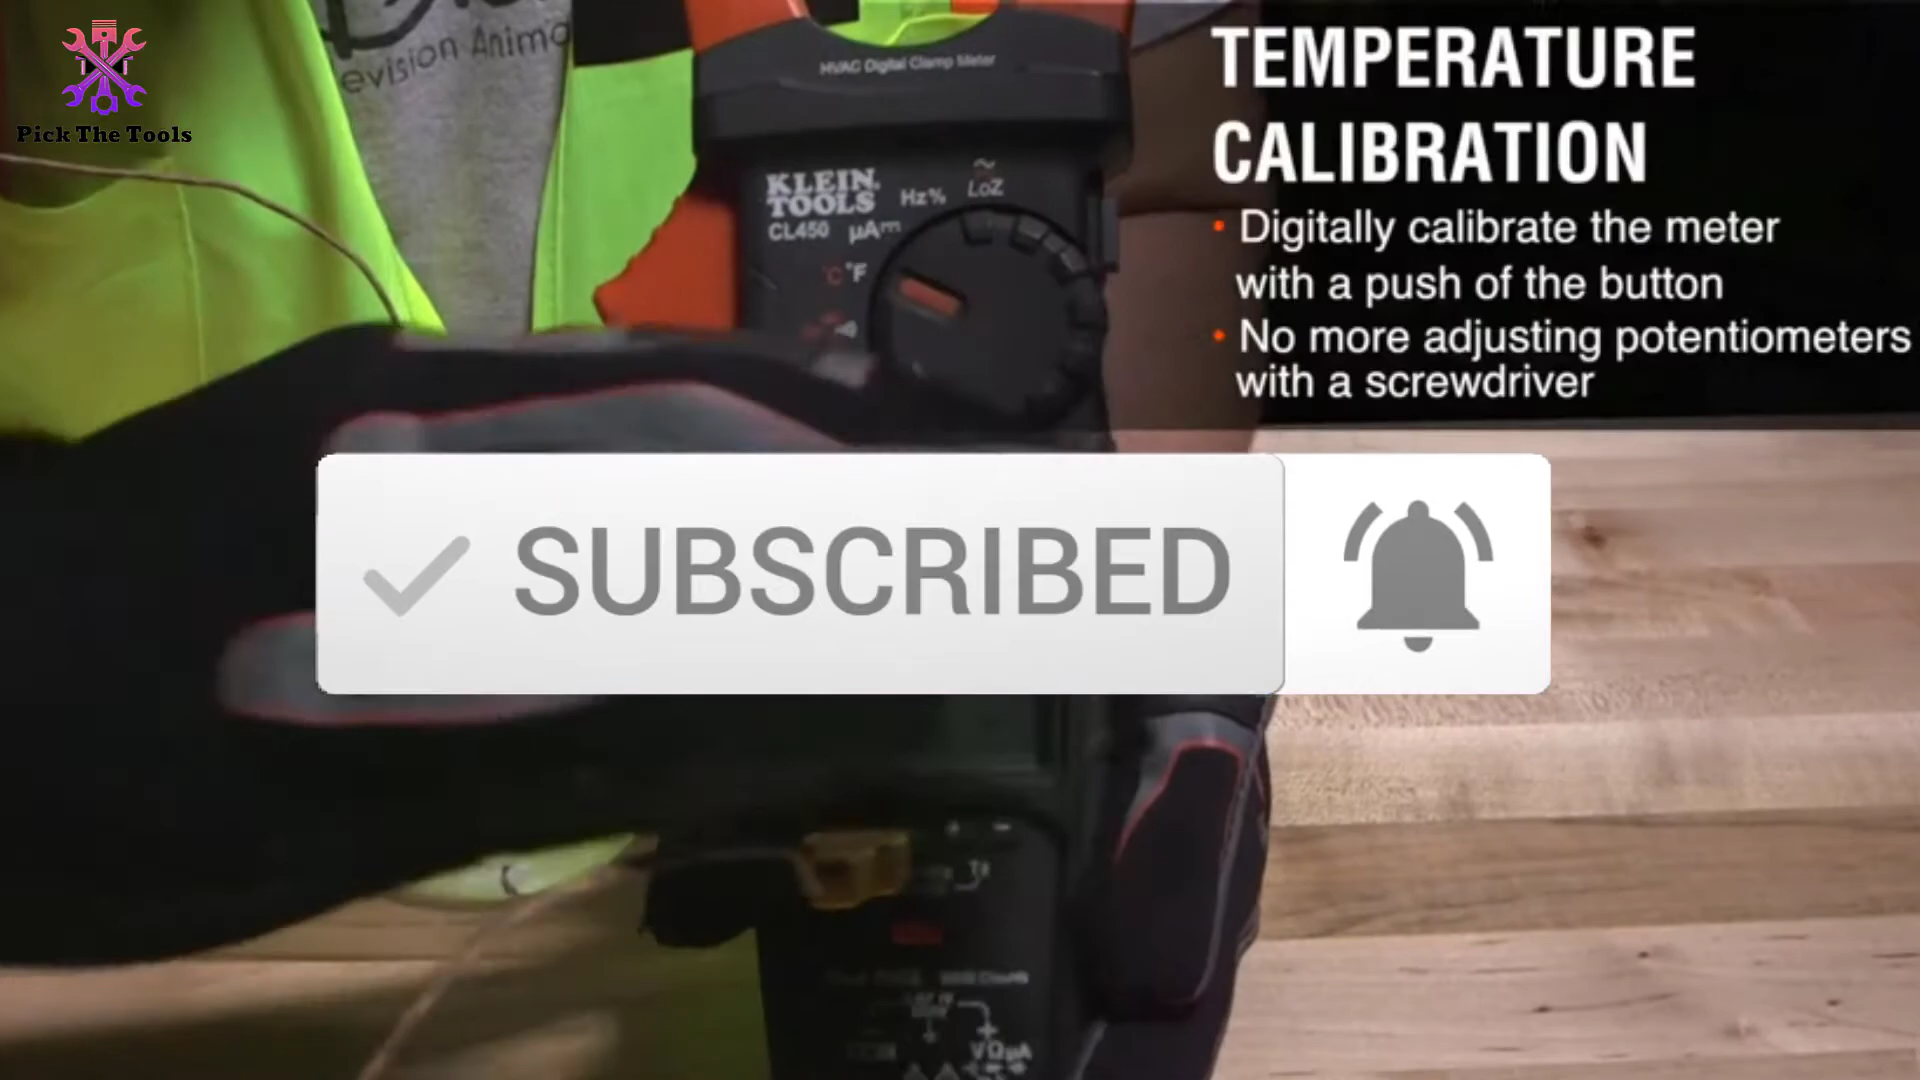 evision Anima
Pick The Tools
HVAC Digital Clamp Meter
KLEIN
TOOLS
CL450
Hz%
LoZ
µA
°C °F
TEMPERATURE
CALIBRATION
• Digitally calibrate the meter
with a push of the button
• No more adjusting potentiometers
with a screwdriver
SUBSCRIBED
+ -
VΩµA